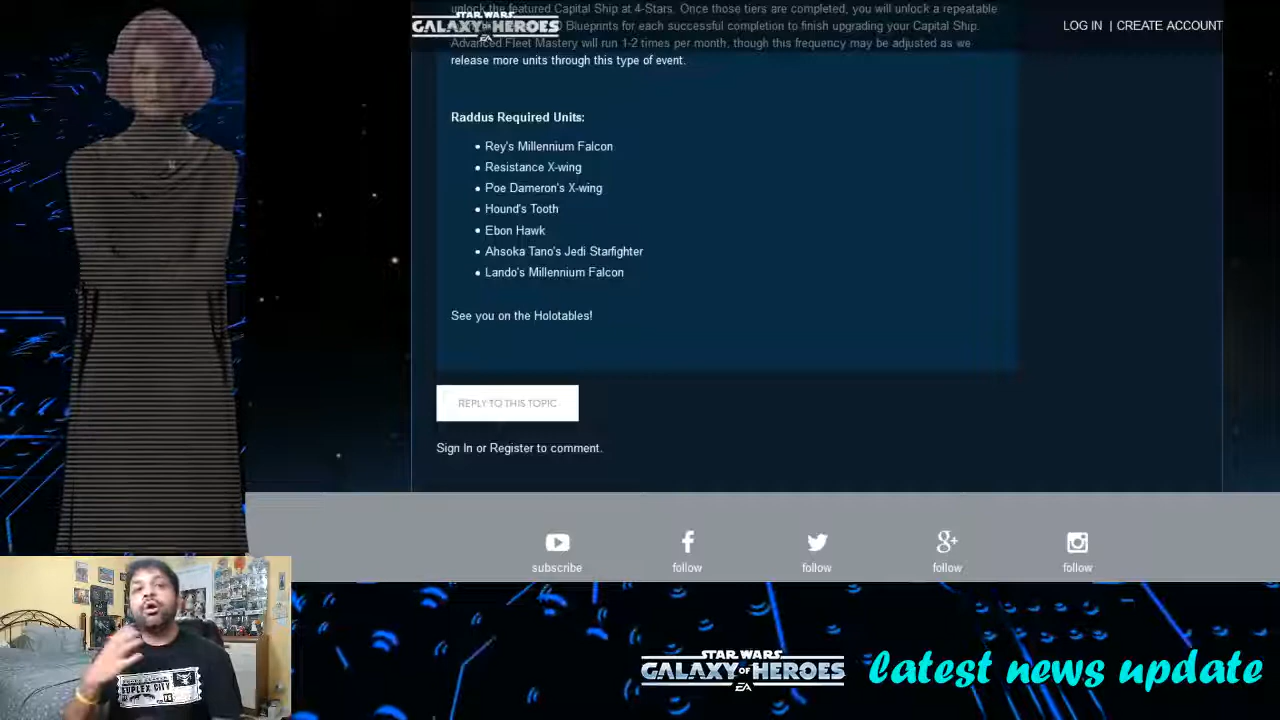 unlock the featured Capital Ship at 4-Stars. Once those tiers are completed, you will unlock a repeatable
STAR WARS
GALAXY OF HEROES
EA
Blueprints for each successful completion to finish upgrading your Capital Ship.
LOG IN | CREATE ACCOUNT
Advanced Fleet Mastery will run 1-2 times per month, though this frequency may be adjusted as we
release more units through this type of event.
Raddus Required Units:
• Rey's Millennium Falcon
• Resistance X-wing
• Poe Dameron's X-wing
• Hound's Tooth
• Ebon Hawk
• Ahsoka Tano's Jedi Starfighter
• Lando's Millennium Falcon
See you on the Holotables!
REPLY TO THIS TOPIC
Sign In or Register to comment.
subscribe
follow
follow
follow
follow
SUPLEX CITY
STAR WARS
GALAXY OF HEROES
EA
latest news update